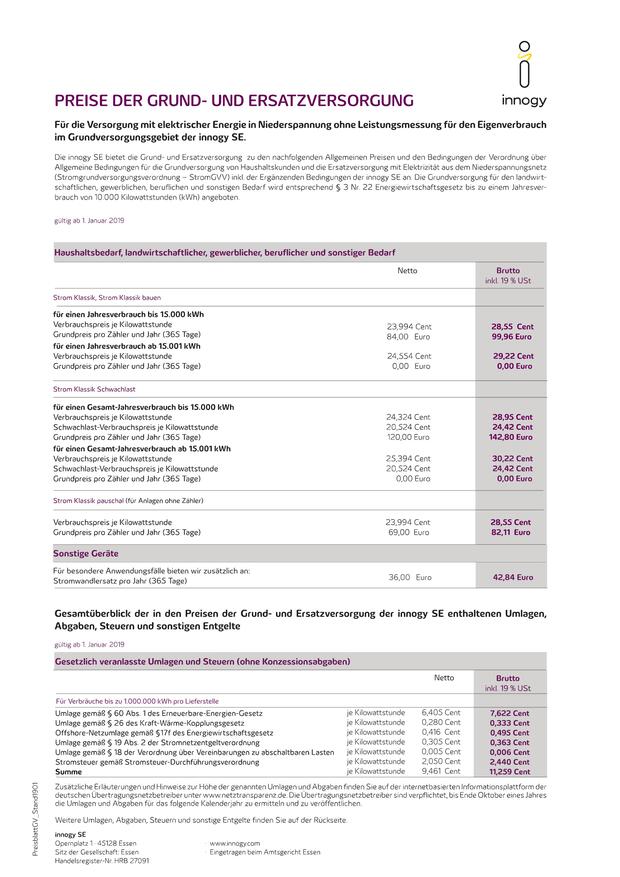 innogy
PREISE DER GRUND- UND ERSATZVERSORGUNG
Für die Versorgung mit elektrischer Energie in Niederspannung ohne Leistungsmessung für den Eigenverbrauch
im Grundversorgungsgebiet der innogy SE.
Die innogy SE bietet die Grund- und Ersatzversorgung zu den nachfolgenden Allgemeinen Preisen und den Bedingungen der Verordnung über
Allgemeine Bedingungen für die Grundversorgung von Haushaltskunden und die Ersatzversorgung mit Elektrizität aus dem Niederspannungsnetz
(Stromgrundversorgungsverordnung – StromGVV) inkl. der Ergänzenden Bedingungen der innogy SE an. Die Grundversorgung für den landwirt-
schaftlichen, gewerblichen, beruflichen und sonstigen Bedarf wird entsprechend § 3 Nr. 22 Energiewirtschaftsgesetz bis zu einem Jahresver-
brauch von 10.000 Kilowattstunden (kWh) angeboten.
gültig ab 1. Januar 2019
Haushaltsbedarf, landwirtschaftlicher, gewerblicher, beruflicher und sonstiger Bedarf
Netto Brutto
inkl. 19 % USt
Strom Klassik, Strom Klassik bauen
für einen Jahresverbrauch bis 15.000 kWh
Verbrauchspreis je Kilowattstunde 23,994 Cent 28,55 Cent
Grundpreis pro Zähler und Jahr (365 Tage) 84,00 Euro 99,96 Euro
für einen Jahresverbrauch ab 15.001 kWh
Verbrauchspreis je Kilowattstunde 24,554 Cent 29,22 Cent
Grundpreis pro Zähler und Jahr (365 Tage) 0,00 Euro 0,00 Euro
Strom Klassik Schwachlast
für einen Gesamt-Jahresverbrauch bis 15.000 kWh
Verbrauchspreis je Kilowattstunde 24,324 Cent 28,95 Cent
Schwachlast-Verbrauchspreis je Kilowattstunde 20,524 Cent 24,42 Cent
Grundpreis pro Zähler und Jahr (365 Tage) 120,00 Euro 142,80 Euro
für einen Gesamt-Jahresverbrauch ab 15.001 kWh
Verbrauchspreis je Kilowattstunde 25,394 Cent 30,22 Cent
Schwachlast-Verbrauchspreis je Kilowattstunde 20,524 Cent 24,42 Cent
Grundpreis pro Zähler und Jahr (365 Tage) 0,00 Euro 0,00 Euro
Strom Klassik pauschal (für Anlagen ohne Zähler)
Verbrauchspreis je Kilowattstunde 23,994 Cent 28,55 Cent
Grundpreis pro Zähler und Jahr (365 Tage) 69,00 Euro 82,11 Euro
Sonstige Geräte
Für besondere Anwendungsfälle bieten wir zusätzlich an:
Stromwandlersatz pro Jahr (365 Tage) 36,00 Euro 42,84 Euro
Gesamtüberblick der in den Preisen der Grund- und Ersatzversorgung der innogy SE enthaltenen Umlagen,
Abgaben, Steuern und sonstigen Entgelte
gültig ab 1. Januar 2019
Gesetzlich veranlasste Umlagen und Steuern (ohne Konzessionsabgaben)
Netto Brutto
inkl. 19 % USt
Für Verbräuche bis zu 1.000.000 kWh pro Lieferstelle
Umlage gemäß § 60 Abs. 1 des Erneuerbare-Energien-Gesetz je Kilowattstunde 6,405 Cent 7,622 Cent
Umlage gemäß § 26 des Kraft-Wärme-Kopplungsgesetz je Kilowattstunde 0,280 Cent 0,333 Cent
Offshore-Netzumlage gemäß §17f des Energiewirtschaftsgesetz je Kilowattstunde 0,416 Cent 0,495 Cent
Umlage gemäß § 19 Abs. 2 der Stromnetzentgeltverordnung je Kilowattstunde 0,305 Cent 0,363 Cent
Umlage gemäß § 18 der Verordnung über Vereinbarungen zu abschaltbaren Lasten je Kilowattstunde 0,005 Cent 0,006 Cent
Stromsteuer gemäß Stromsteuer-Durchführungsverordnung je Kilowattstunde 2,050 Cent 2,440 Cent
Summe je Kilowattstunde 9,461 Cent 11,259 Cent
Zusätzliche Erläuterungen und Hinweise zur Höhe der genannten Umlagen und Abgaben finden Sie auf der internetbasierten Informationsplattform der
deutschen Übertragungsnetzbetreiber unter www.netztransparenz.de. Die Übertragungsnetzbetreiber sind verpflichtet, bis Ende Oktober eines Jahres
die Umlagen und Abgaben für das folgende Kalenderjahr zu ermitteln und zu veröffentlichen.
Weitere Umlagen, Abgaben, Steuern und sonstige Entgelte finden Sie auf der Rückseite.
innogy SE
Opernplatz 1 · 45128 Essen · www.innogy.com
Sitz der Gesellschaft: Essen · Eingetragen beim Amtsgericht Essen
Handelsregister-Nr. HRB 27091
PreisblattGV_Stand1901